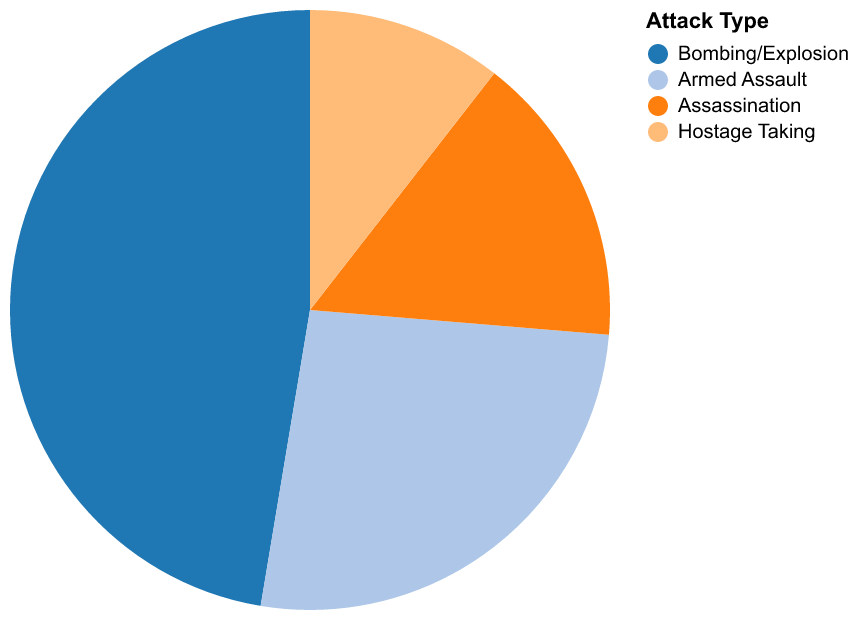 Attack Type
Bombing/Explosion
Armed Assault
Assassination
Hostage Taking